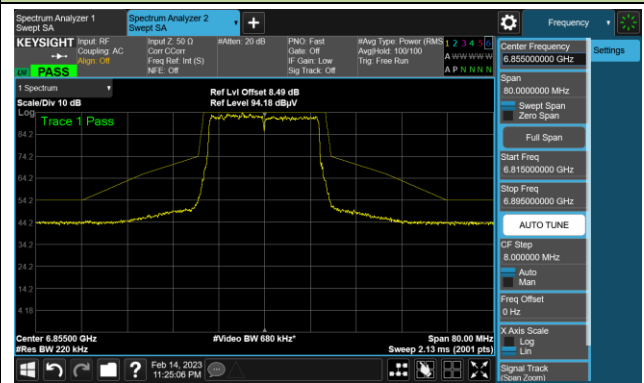 Spectrum Analyzer 1
Swept SA
Spectrum Analyzer 2
Swept SA
Frequency
KEYSIGHT
Input: RF
Coupling: AC
Align: Off
Input Z: 50 Ω
Corr CCorr
Freq Ref: Int (S)
NFE: Off
#Atten: 20 dB
PNO: Fast
Gate: Off
IF Gain: Low
Sig Track: Off
#Avg Type: Power (RMS
Avg|Hold: 100/100
Trig: Free Run
1 2 3 4 5 6
A W W W W W
A P N N N N
PASS
1 Spectrum
Scale/Div 10 dB
Ref Lvl Offset 8.49 dB
Ref Level 94.18 dBµV
Log
Trace 1 Pass
84.2
74.2
64.2
54.2
44.2
34.2
24.2
14.2
4.18
Center 6.85500 GHz
#Res BW 220 kHz
#Video BW 680 kHz*
Span 80.00 MHz
Sweep 2.13 ms (2001 pts)
Feb 14, 2023
11:25:06 PM
Center Frequency
6.855000000 GHz
Settings
Span
80.0000000 MHz
Swept Span
Zero Span
Full Span
Start Freq
6.815000000 GHz
Stop Freq
6.895000000 GHz
AUTO TUNE
CF Step
8.000000 MHz
Auto
Man
Freq Offset
0 Hz
X Axis Scale
Log
Lin
Signal Track
(Span Zoom)